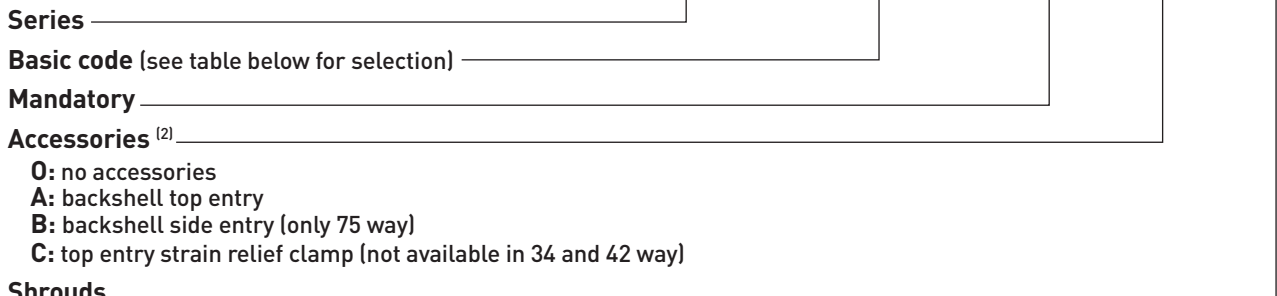 Series
Basic code (see table below for selection)
Mandatory
Accessories (2)
O: no accessories
A: backshell top entry
B: backshell side entry (only 75 way)
C: top entry strain relief clamp (not available in 34 and 42 way)
Shrouds